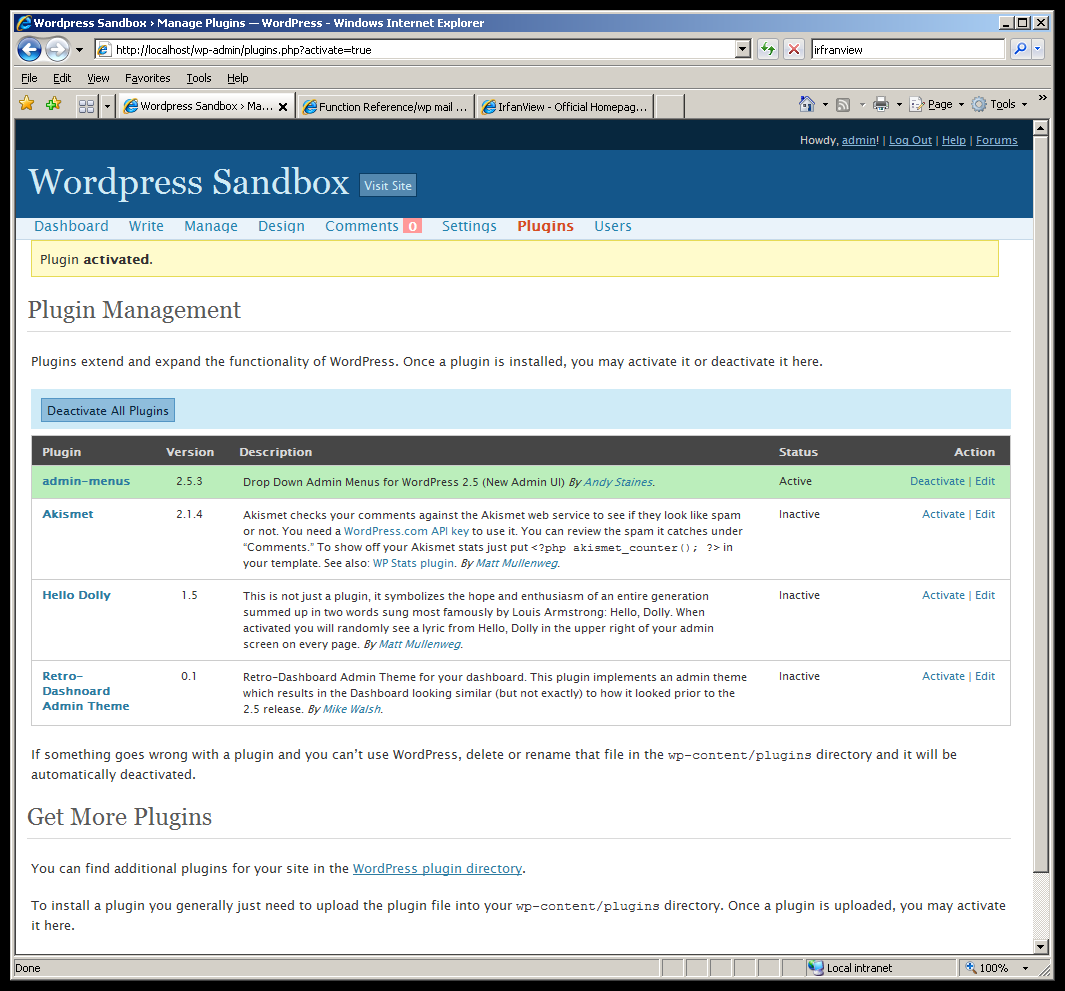 Wordpress Sandbox › Manage Plugins — WordPress - Windows Internet Explorer
http://localhost/wp-admin/plugins.php?activate=true
irfranview
File Edit View Favorites Tools Help
Wordpress Sandbox › Ma... Function Reference/wp mail ... IrfanView - Official Homepag... Page Tools »
Howdy, admin! | Log Out | Help | Forums
Wordpress Sandbox Visit Site
Dashboard Write Manage Design Comments 0 Settings Plugins Users
Plugin activated.
Plugin Management
Plugins extend and expand the functionality of WordPress. Once a plugin is installed, you may activate it or deactivate it here.
Deactivate All Plugins
Plugin Version Description Status Action
admin-menus 2.5.3 Drop Down Admin Menus for WordPress 2.5 (New Admin UI) By Andy Staines. Active Deactivate | Edit
Akismet 2.1.4 Akismet checks your comments against the Akismet web service to see if they look like spam Inactive Activate | Edit
or not. You need a WordPress.com API key to use it. You can review the spam it catches under
“Comments.” To show off your Akismet stats just put <?php akismet_counter(); ?> in
your template. See also: WP Stats plugin. By Matt Mullenweg.
Hello Dolly 1.5 This is not just a plugin, it symbolizes the hope and enthusiasm of an entire generation Inactive Activate | Edit
summed up in two words sung most famously by Louis Armstrong: Hello, Dolly. When
activated you will randomly see a lyric from Hello, Dolly in the upper right of your admin
screen on every page. By Matt Mullenweg.
Retro- 0.1 Retro-Dashboard Admin Theme for your dashboard. This plugin implements an admin theme Inactive Activate | Edit
Dashnoard which results in the Dashboard looking similar (but not exactly) to how it looked prior to the
Admin Theme 2.5 release. By Mike Walsh.
If something goes wrong with a plugin and you can’t use WordPress, delete or rename that file in the wp-content/plugins directory and it will be
automatically deactivated.
Get More Plugins
You can find additional plugins for your site in the WordPress plugin directory.
To install a plugin you generally just need to upload the plugin file into your wp-content/plugins directory. Once a plugin is uploaded, you may activate
it here.
Done Local intranet 100%